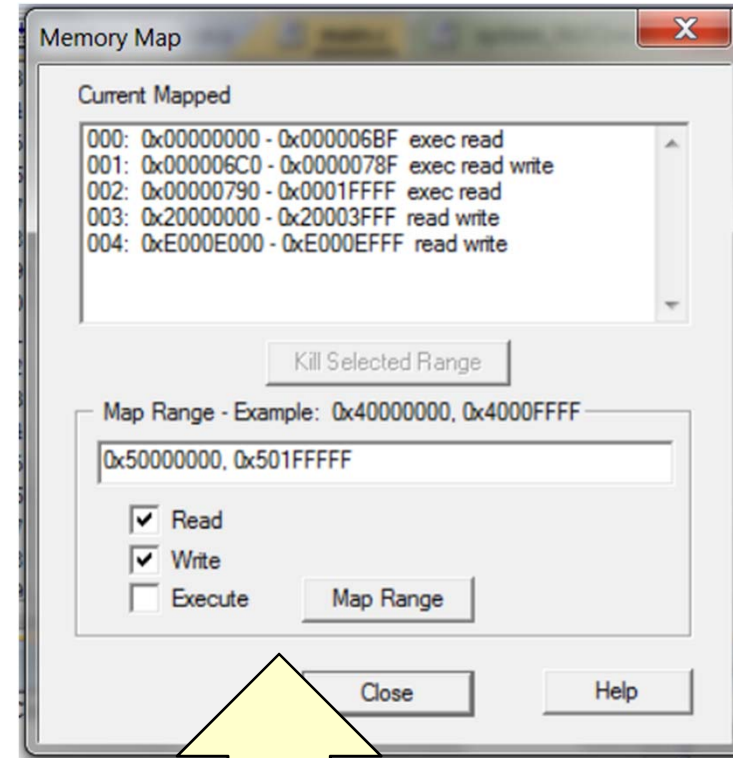 Memory Map
Current Mapped
000: 0x00000000 - 0x000006BF exec read
001: 0x000006C0 - 0x0000078F exec read write
002: 0x00000790 - 0x0001FFFF exec read
003: 0x20000000 - 0x20003FFF read write
004: 0xE000E000 - 0xE000EFFF read write
Kill Selected Range
Map Range - Example: 0x40000000, 0x4000FFFF
0x50000000, 0x501FFFFF
Read
Write
Execute Map Range
Close Help